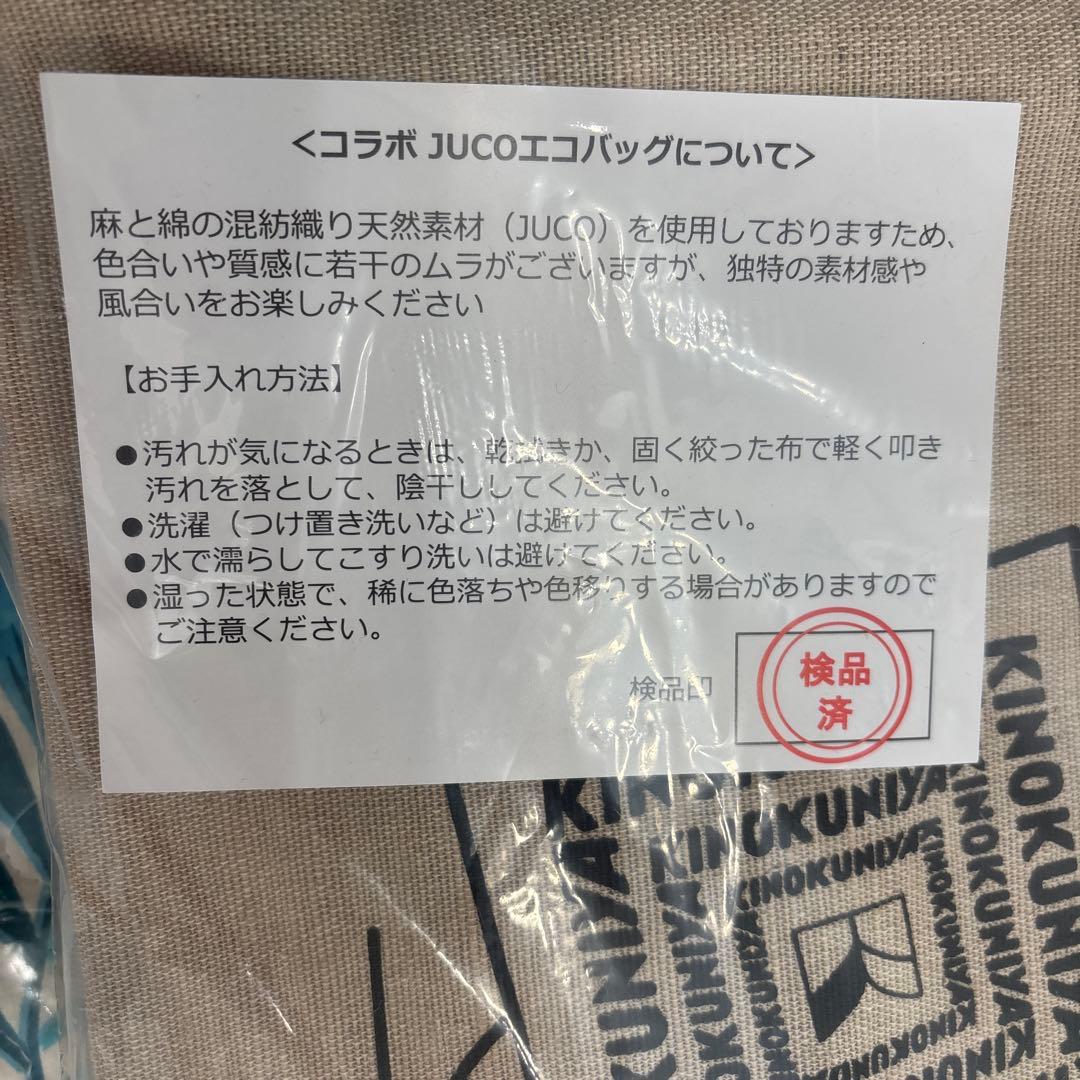 <コラボ JUCOエコバッグについて>
麻と綿の混紡織り天然素材（JUCO）を使用しておりますため、
色合いや質感に若干のムラがございますが、独特の素材感や
風合いをお楽しみください
【お手入れ方法】
●汚れが気になるときは、乾拭きか、固く絞った布で軽く叩き
汚れを落として、陰干ししてください。
●洗濯（つけ置き洗いなど）は避けてください。
●水で濡らしてこすり洗いは避けてください。
●湿った状態で、稀に色落ちや色移りする場合がありますので
ご注意ください。
検品印
検品
済
KINOKUNIYA
KINOKUNIYA
KINOKUNIYA
KINOKUNIYA
KINOKUNIYA